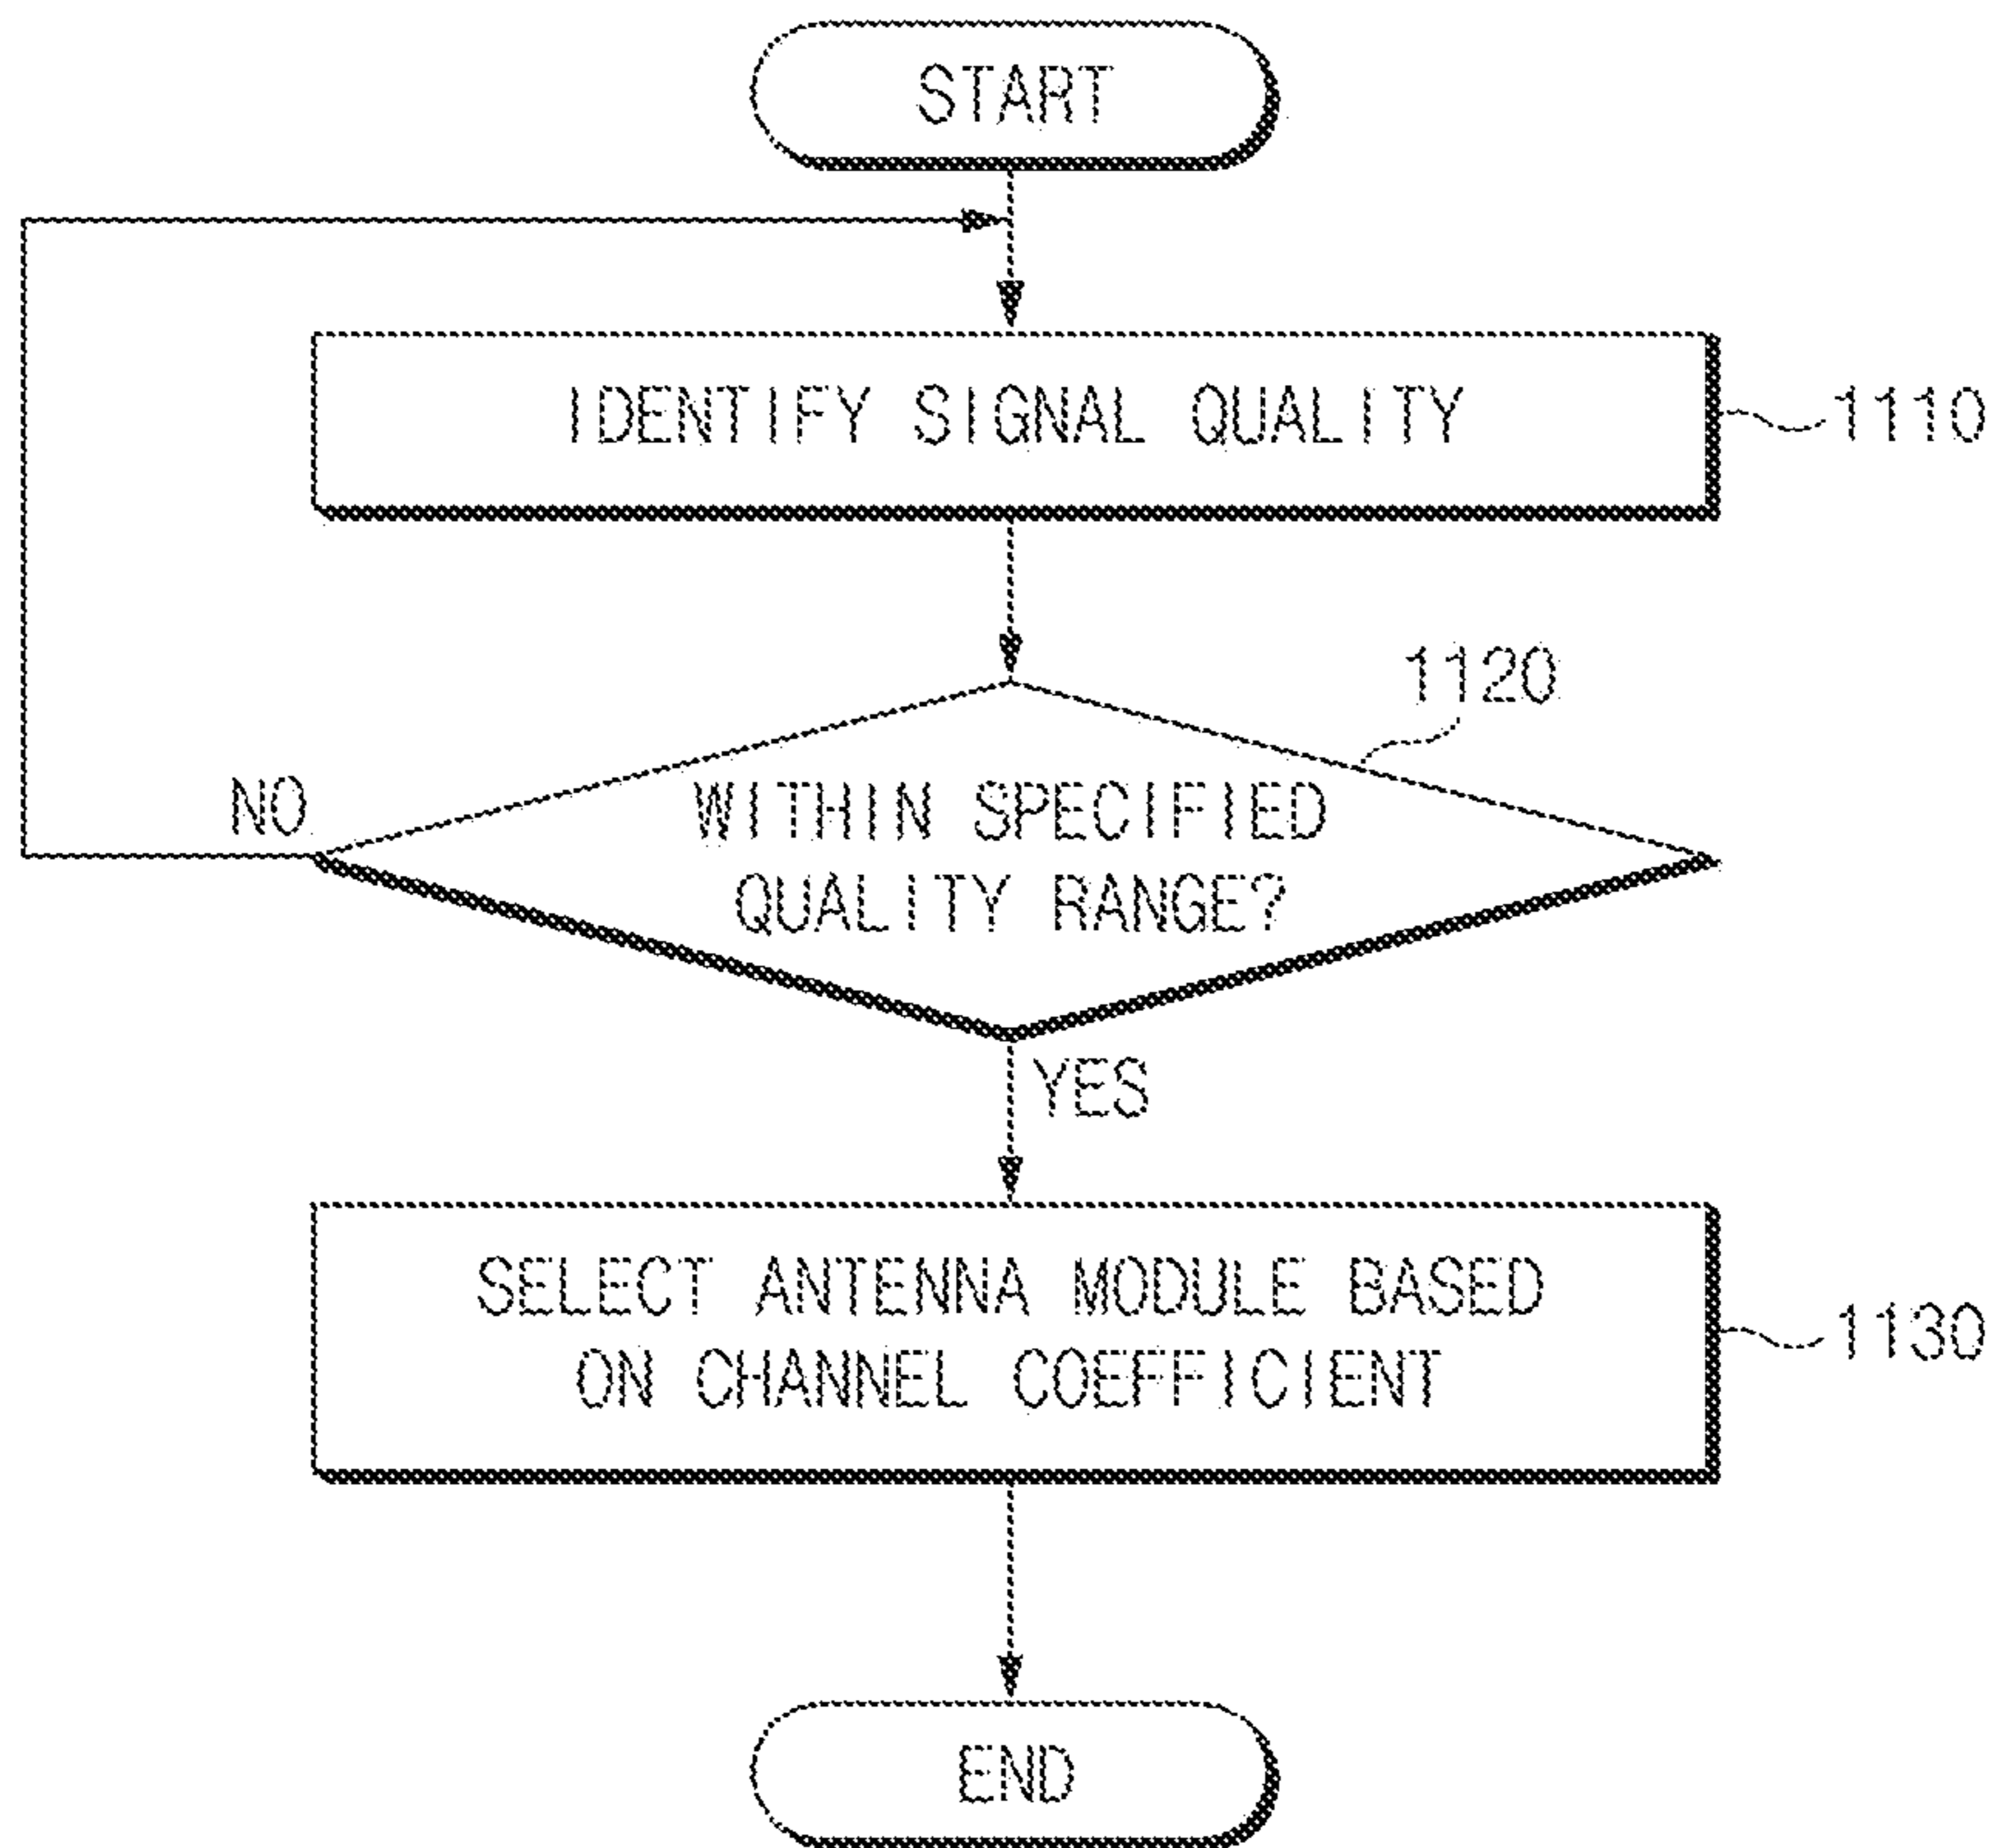 START
IDENTIFY SIGNAL QUALITY
1110
1120
NO
WITHIN SPECIFIED
QUALITY RANGE?
YES
SELECT ANTENNA MODULE BASED
ON CHANNEL COEFFICIENT
1130
END